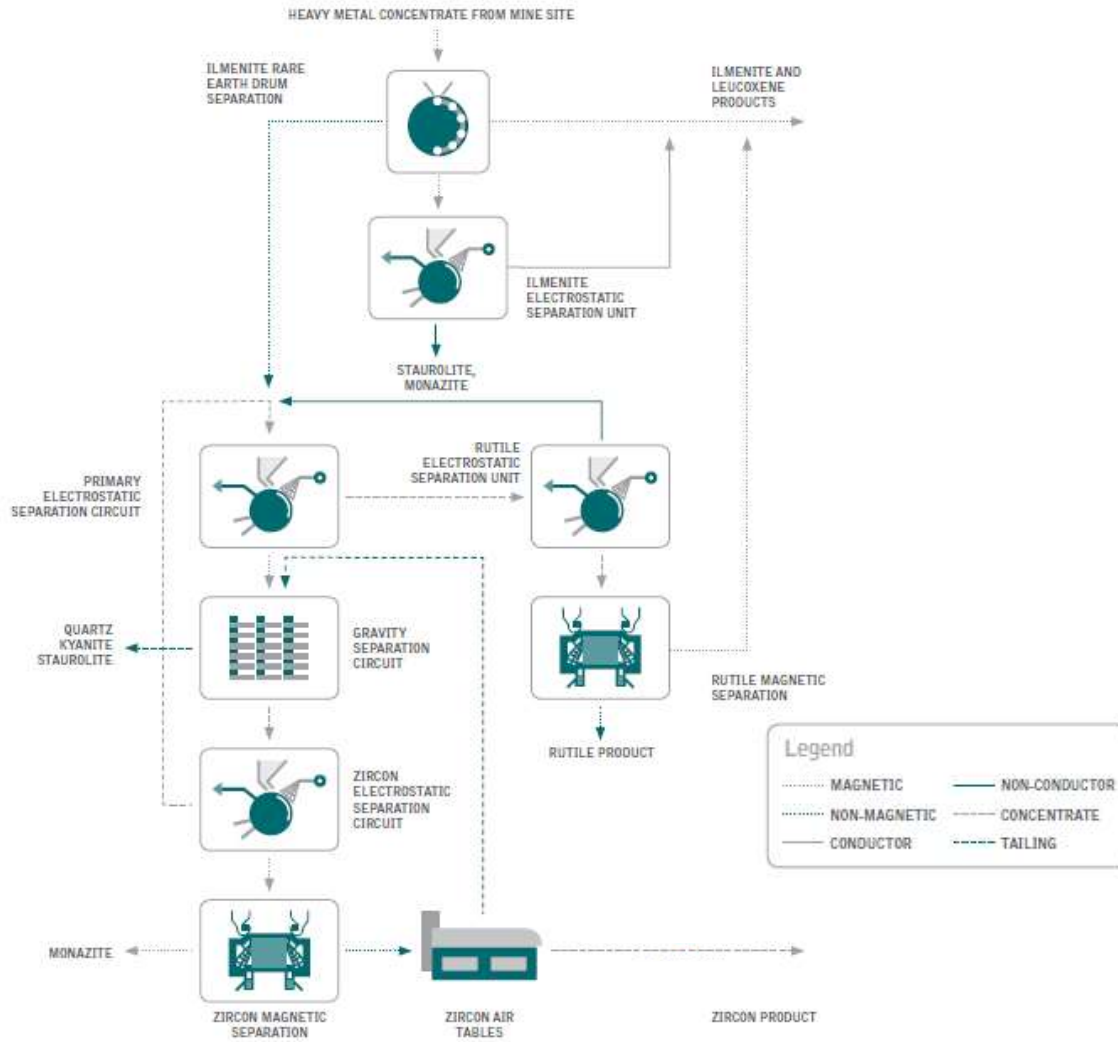 HEAVY METAL CONCENTRATE FROM MINE SITE
ILMENITE RARE
EARTH DRUM
SEPARATION
ILMENITE AND
LEUCOXENE
PRODUCTS
ILMENITE
ELECTROSTATIC
SEPARATION UNIT
STAUROLITE,
MONAZITE
PRIMARY
ELECTROSTATIC
SEPARATION CIRCUIT
RUTILE
ELECTROSTATIC
SEPARATION UNIT
QUARTZ
KYANITE
STAUROLITE
GRAVITY
SEPARATION
CIRCUIT
RUTILE MAGNETIC
SEPARATION
RUTILE PRODUCT
ZIRCON
ELECTROSTATIC
SEPARATION
CIRCUIT
Legend
MAGNETIC
NON-CONDUCTOR
NON-MAGNETIC
CONCENTRATE
CONDUCTOR
TAILING
MONAZITE
ZIRCON MAGNETIC
SEPARATION
ZIRCON AIR
TABLES
ZIRCON PRODUCT